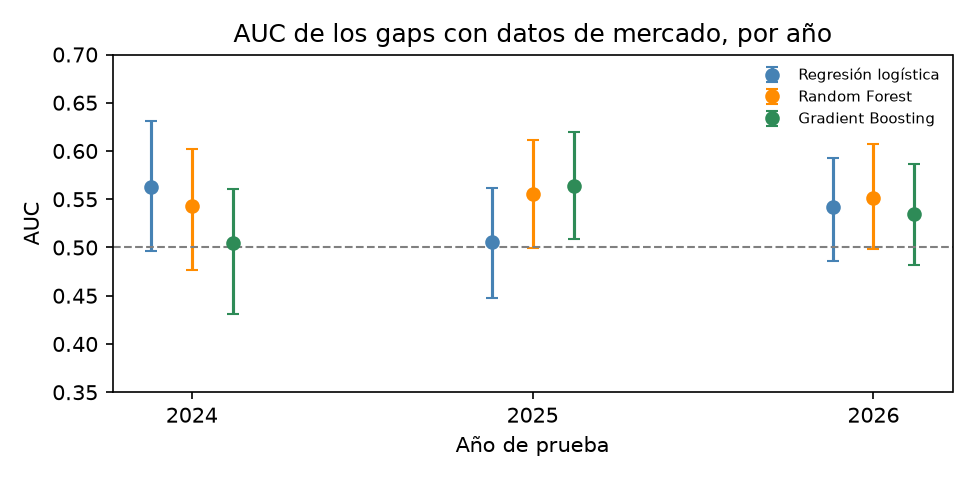 AUC de los gaps con datos de mercado, por año
AUC
0.70
0.65
0.60
0.55
0.50
0.45
0.40
0.35
Regresión logística
Random Forest
Gradient Boosting
2024
2025
2026
Año de prueba